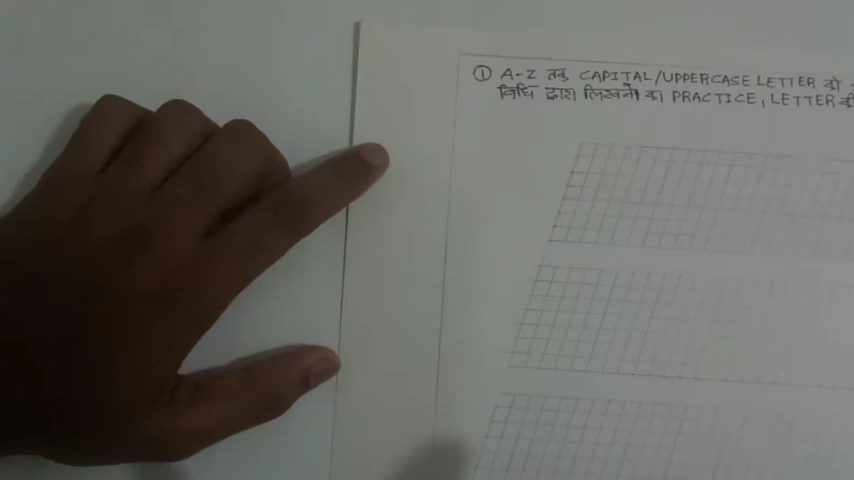 ① A-Z तक CAPITAL/UPPERCASE LETTER को
विधि द्वारा लिखने का PRACTICE, LETTER की